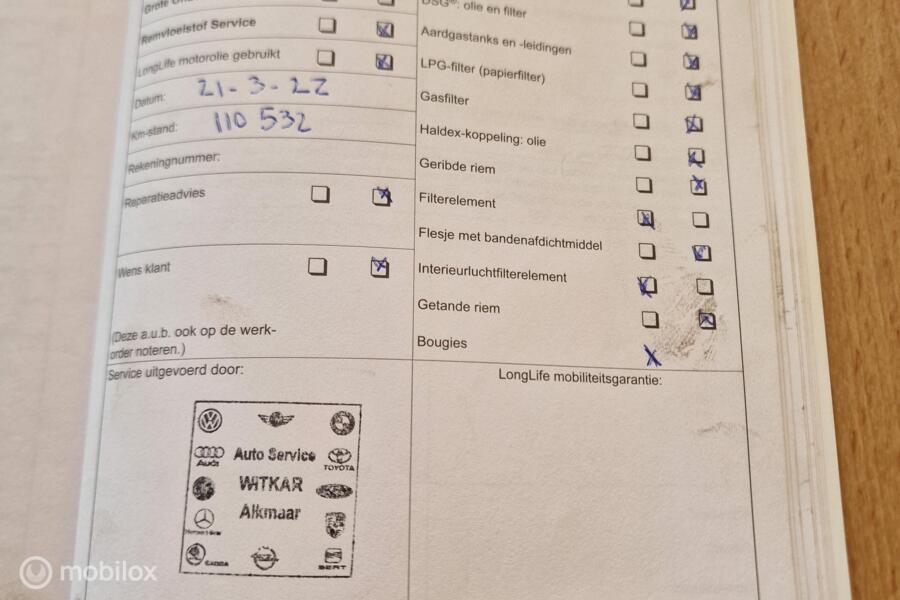 Grote
Remvloeistof Service
LongLife motorolie gebruikt
Datum: 21-3-22
Km-stand: 110 532
Rekeningnummer:
Reparatieadvies
Wens klant
(Deze a.u.b. ook op de werk-
order noteren.)
DSG®: olie en filter
Aardgastanks en -leidingen
LPG-filter (papierfilter)
Gasfilter
Haldex-koppeling: olie
Geribde riem
Filterelement
Flesje met bandenafdichtmiddel
Interieurluchtfilterelement
Getande riem
Bougies
Service uitgevoerd door:
Audi
Auto Service
TOYOTA
WITKAR
Alkmaar
SEAT
LongLife mobiliteitsgarantie:
mobilox